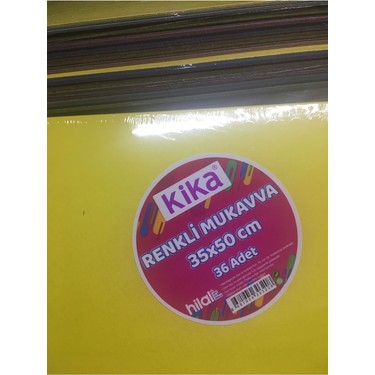 kika
RENKLİ MUKAVVA
35x50 cm
36 Adet
hilal